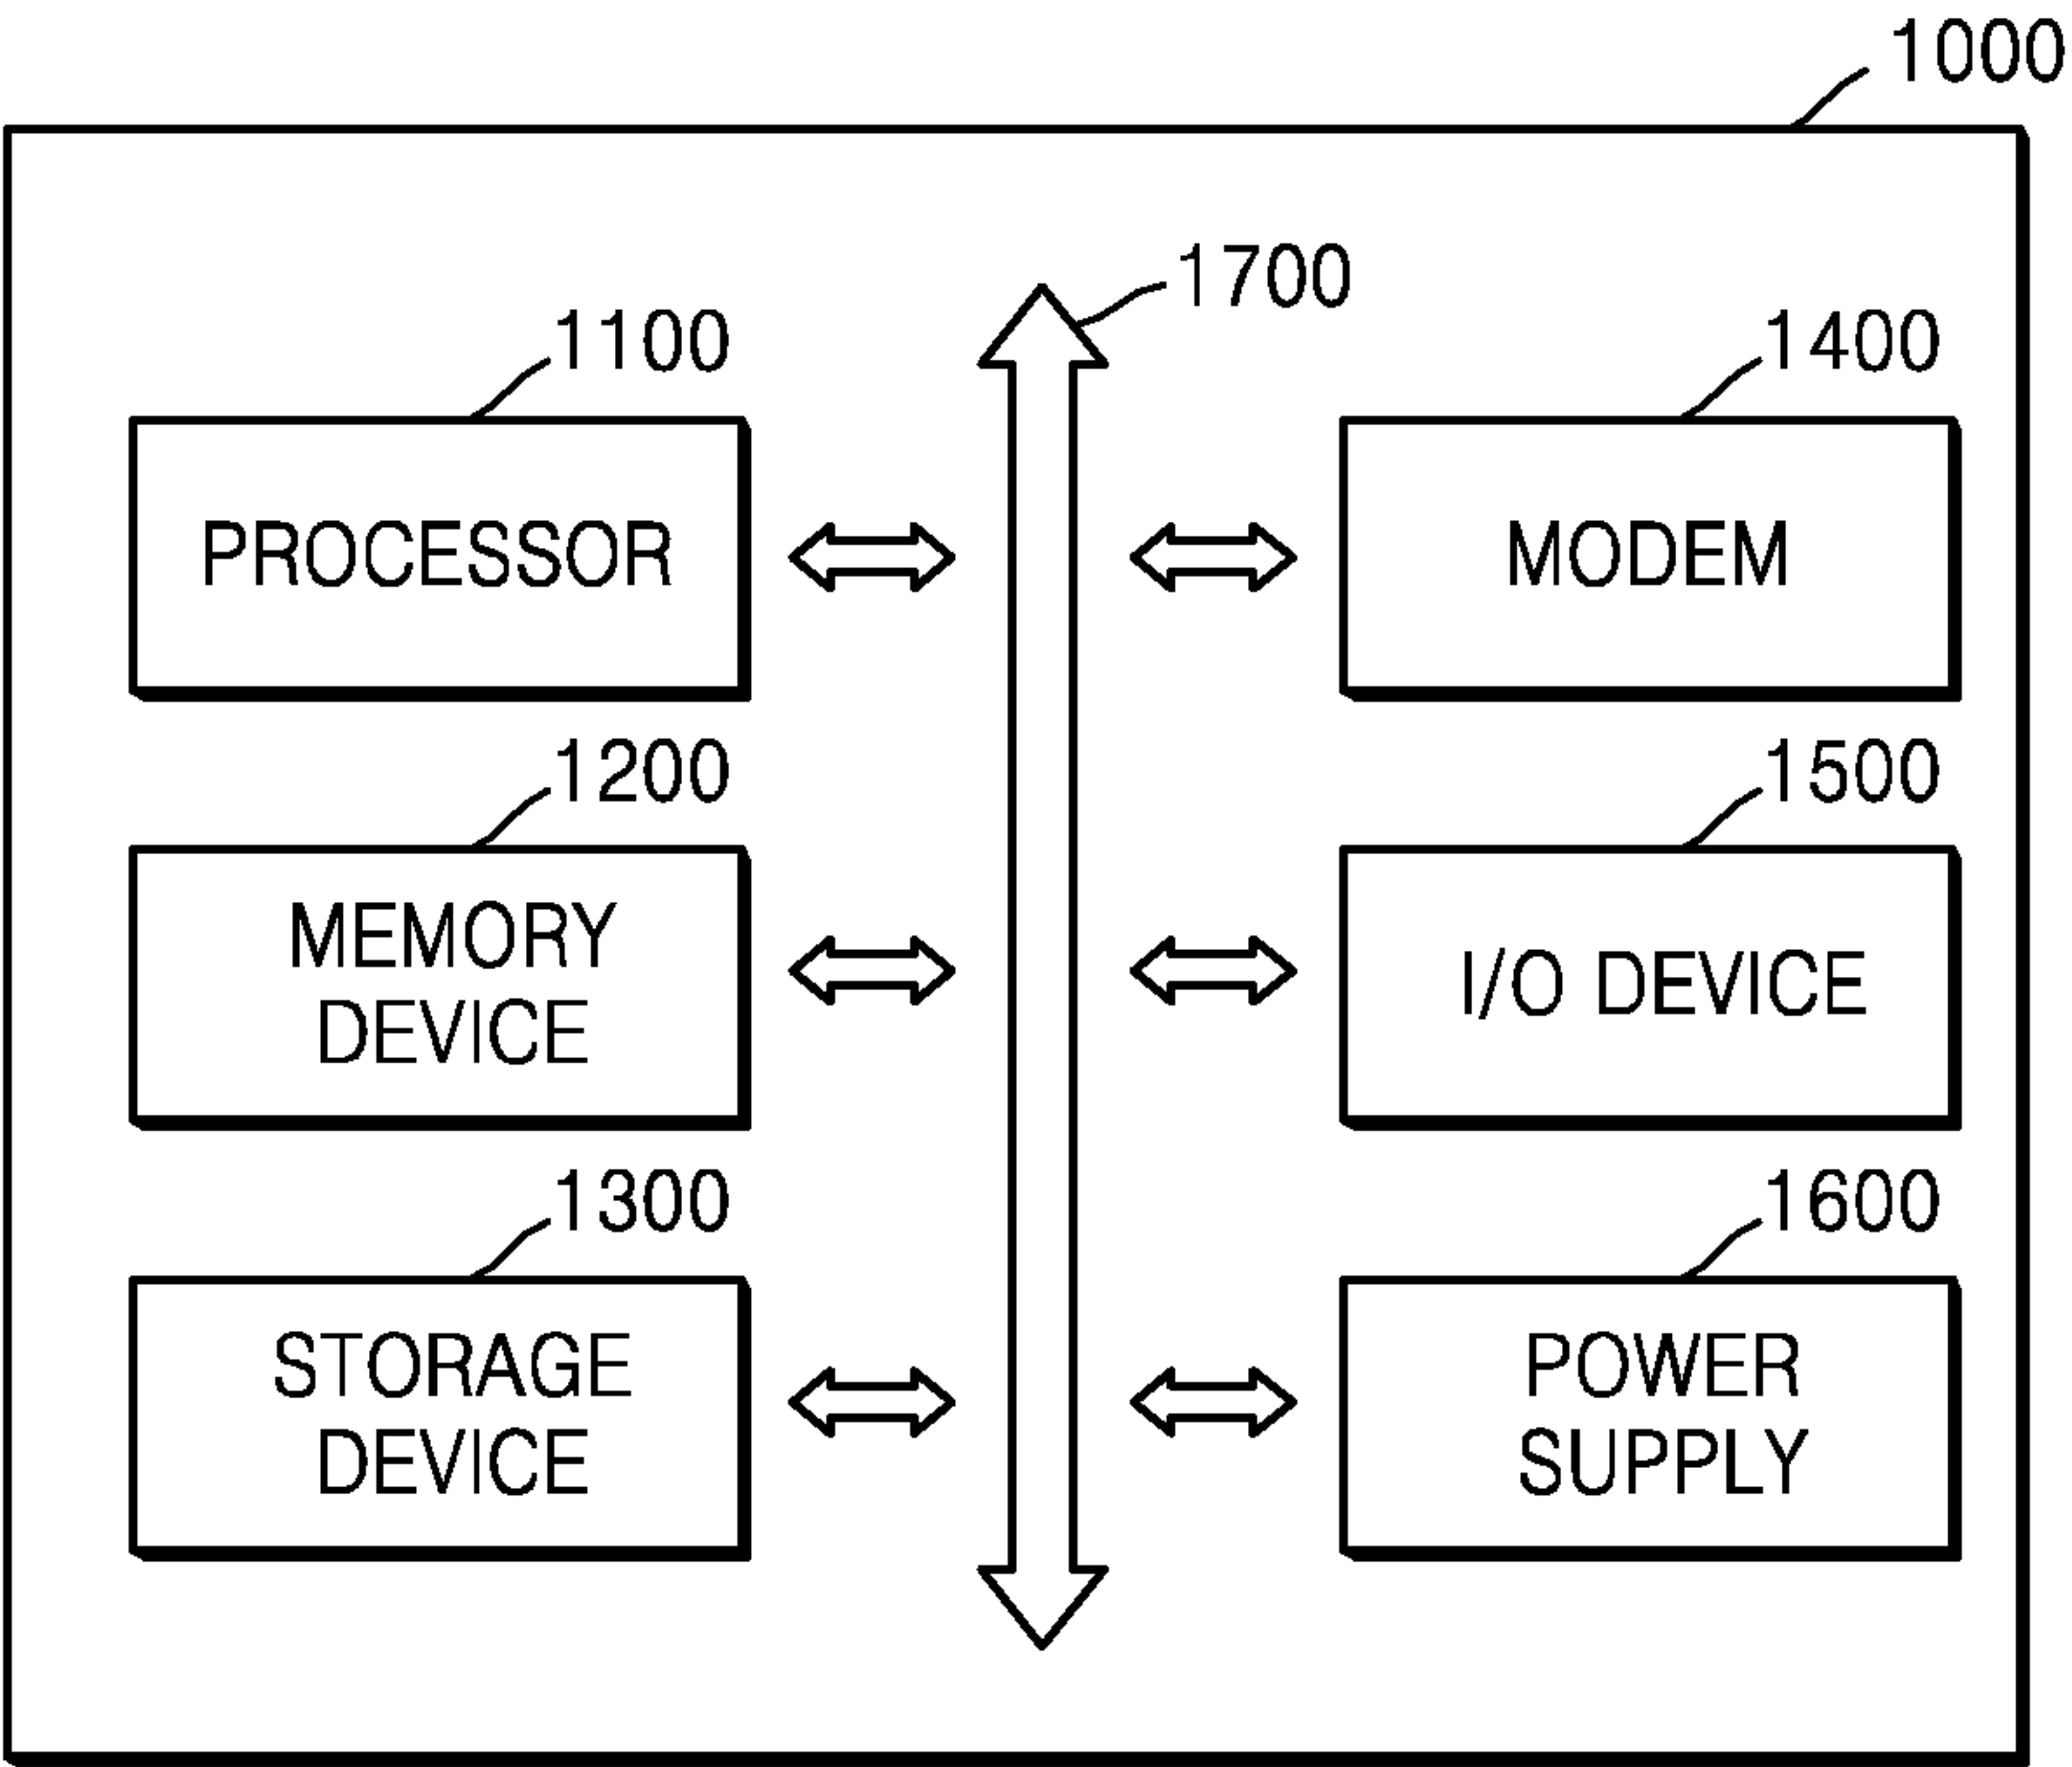 1000
1700
1100
1400
PROCESSOR
MODEM
1200
1500
MEMORY
DEVICE
I/O DEVICE
1300
1600
STORAGE
DEVICE
POWER
SUPPLY